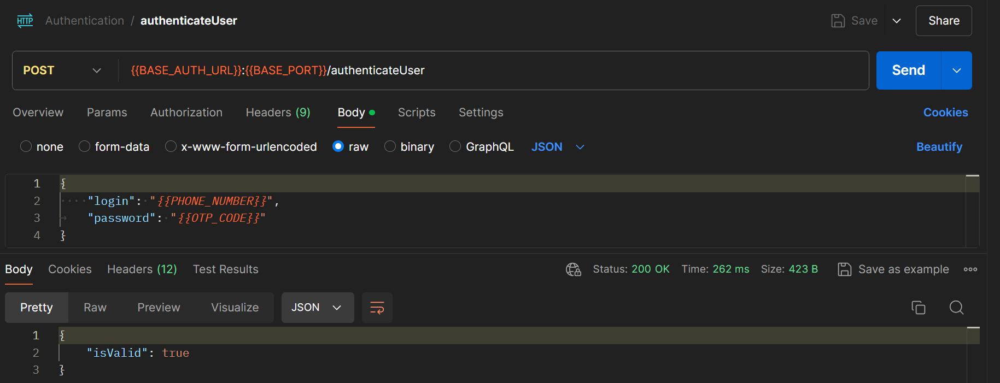 HTTP Authentication / authenticateUser Save Share
POST {{BASE_AUTH_URL}}:{{BASE_PORT}}/authenticateUser Send
Overview Params Authorization Headers (9) Body Scripts Settings Cookies
none form-data x-www-form-urlencoded raw binary GraphQL JSON Beautify
1 {
2 "login": "{{PHONE_NUMBER}}",
3 "password": "{{OTP_CODE}}"
4 }
Body Cookies Headers (12) Test Results Status: 200 OK Time: 262 ms Size: 423 B Save as example
Pretty Raw Preview Visualize JSON
1 {
2 "isValid": true
3 }